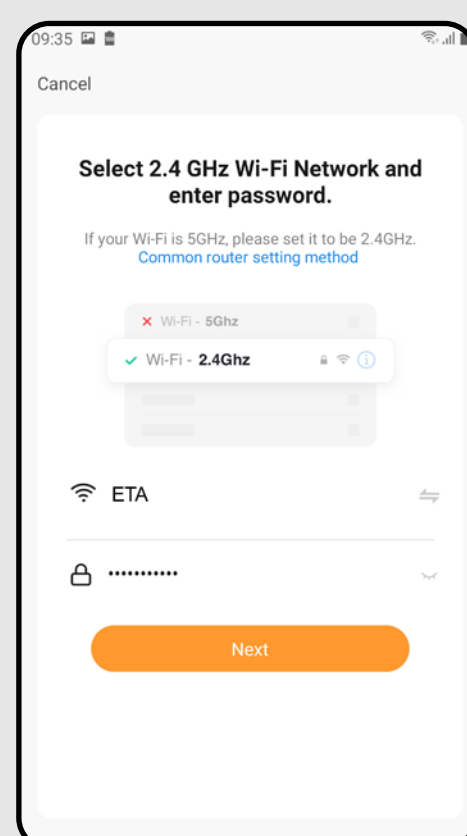 09:35
Cancel
Select 2.4 GHz Wi-Fi Network and
enter password.
If your Wi-Fi is 5GHz, please set it to be 2.4GHz.
Common router setting method
Wi-Fi - 5Ghz
Wi-Fi - 2.4Ghz
ETA
•••••••••••
Next